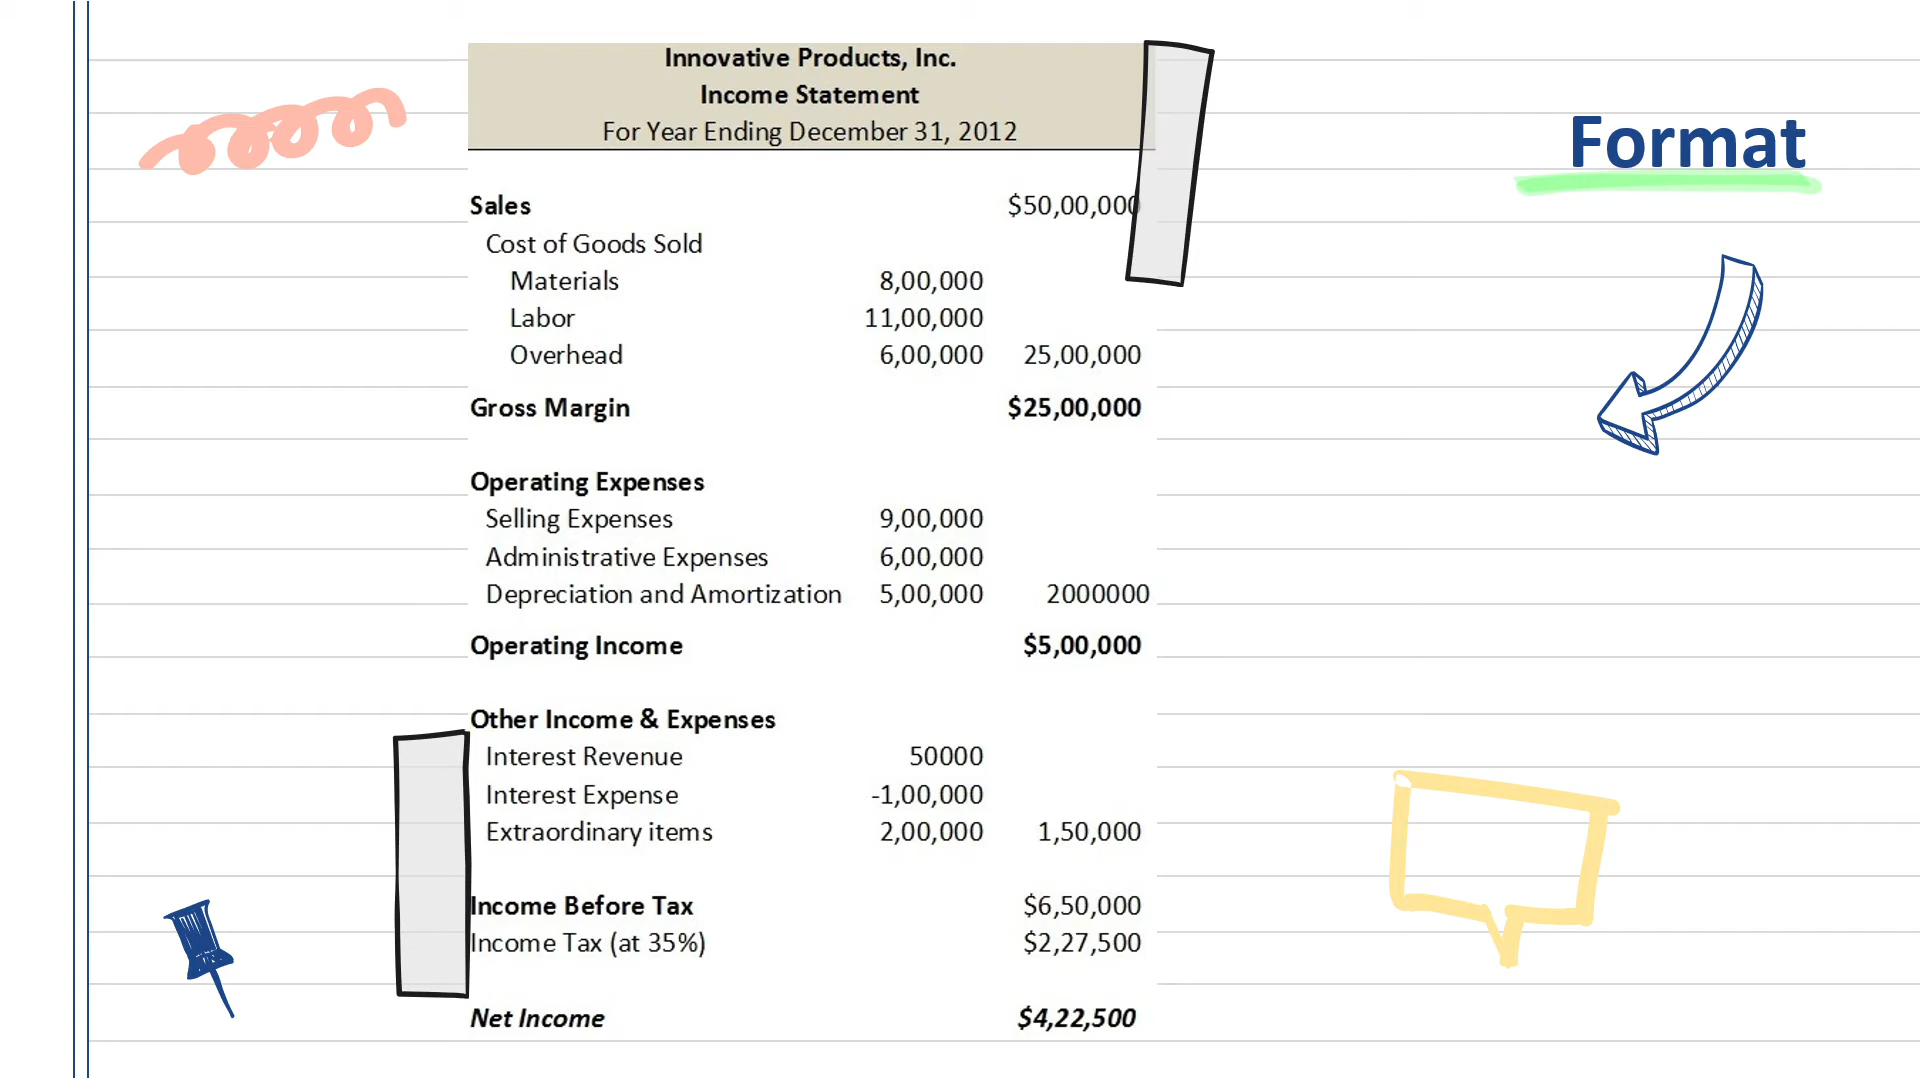 Innovative Products, Inc.
Income Statement
For Year Ending December 31, 2012
Format
Sales $50,00,000
Cost of Goods Sold
Materials 8,00,000
Labor 11,00,000
Overhead 6,00,000 25,00,000
Gross Margin $25,00,000
Operating Expenses
Selling Expenses 9,00,000
Administrative Expenses 6,00,000
Depreciation and Amortization 5,00,000 2000000
Operating Income $5,00,000
Other Income & Expenses
Interest Revenue 50000
Interest Expense -1,00,000
Extraordinary items 2,00,000 1,50,000
Income Before Tax $6,50,000
Income Tax (at 35%) $2,27,500
Net Income $4,22,500